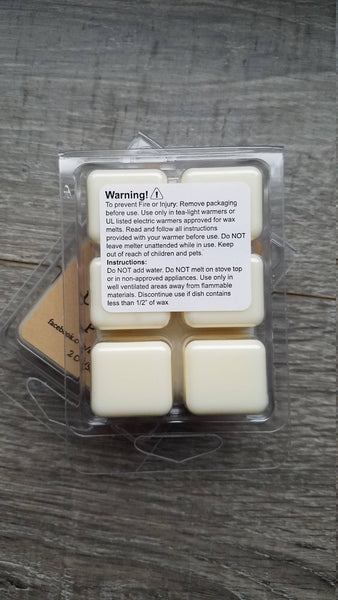 Warning!
To prevent Fire or Injury: Remove packaging
before use. Use only in tea-light warmers or
UL listed electric warmers approved for wax
melts. Read and follow all instructions
provided with your warmer before use. Do NOT
leave melter unattended while in use. Keep
out of reach of children and pets.
Instructions:
Do NOT add water. Do NOT melt on stove top
or in non-approved appliances. Use only in
well ventilated areas away from flammable
materials. Discontinue use if dish contains
less than 1/2" of wax